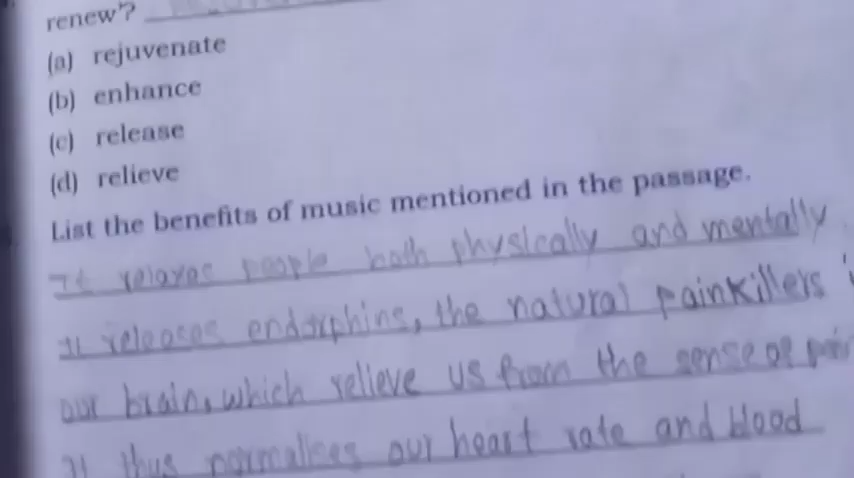 renew'?
(a) rejuvenate
(b) enhance
(c) release
(d) relieve
List the benefits of music mentioned in the passage.
It relaxes people both physically and mentally
It releases endorphins, the natural painkillers
our brain, which relieve us from the sense of pain
It thus normalises our heart rate and blood